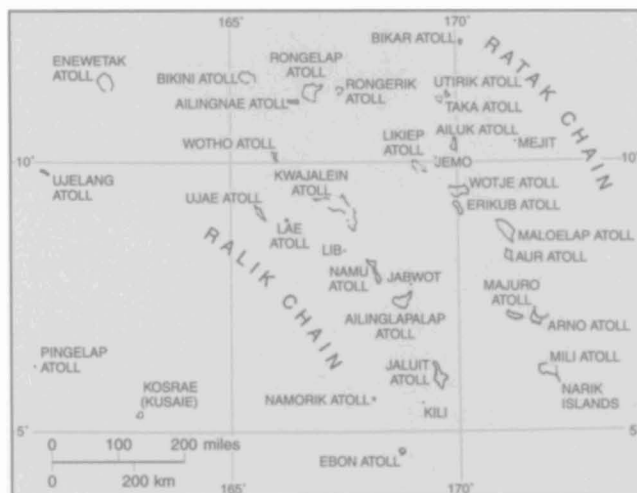 165°
170°
BIKAR ATOLL
RATAK CHAIN
ENEWETAK
ATOLL
BIKINI ATOLL
RONGELAP
ATOLL
RONGERIK
ATOLL
AILINGNAE ATOLL
UTIRIK ATOLL
TAKA ATOLL
WOTHO ATOLL
LIKIEP
ATOLL
AILUK ATOLL
MEJIT
JEMO
10°
10°
UJELANG
ATOLL
KWAJALEIN
ATOLL
WOTJE ATOLL
UJAE ATOLL
ERIKUB ATOLL
LAE
ATOLL
MALOELAP ATOLL
LIB
AUR ATOLL
RALIK CHAIN
NAMU
ATOLL
JABWOT
MAJURO
ATOLL
AILINGLAPALAP
ATOLL
ARNO ATOLL
PINGELAP
ATOLL
JALUIT
ATOLL
MILI ATOLL
KOSRAE
(KUSAIE)
NAMORIK ATOLL
KILI
NARIK
ISLANDS
5°
5°
0 100 200 miles
0 200 km
EBON ATOLL
165°
170°